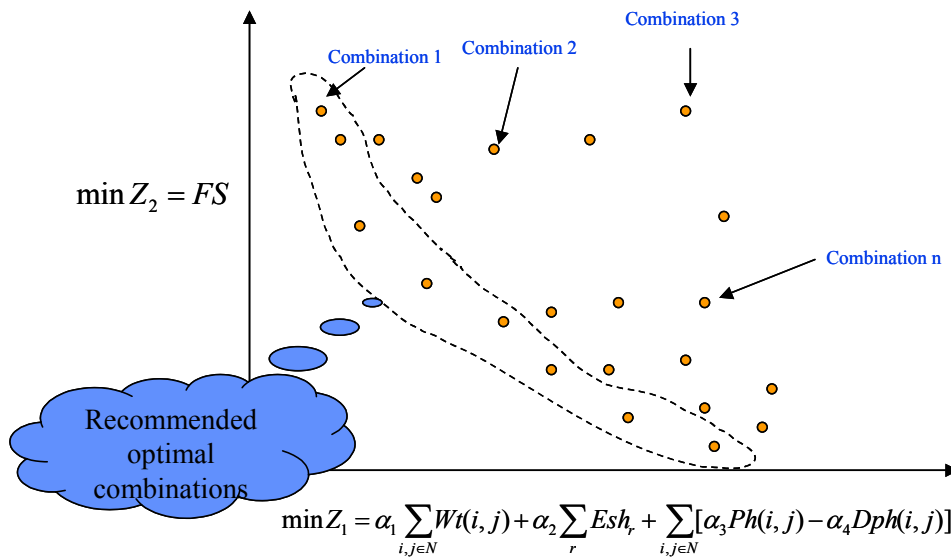 Combination 3
Combination 1
Combination 2
min Z₂ = FS
Combination n
Recommended
optimal
combinations
min Z₁ = α₁ ∑ Wt(i, j) + α₂ ∑ Esh_r + ∑ [α₃Ph(i, j) − α₄Dph(i, j)]
i, j∈N r i, j∈N